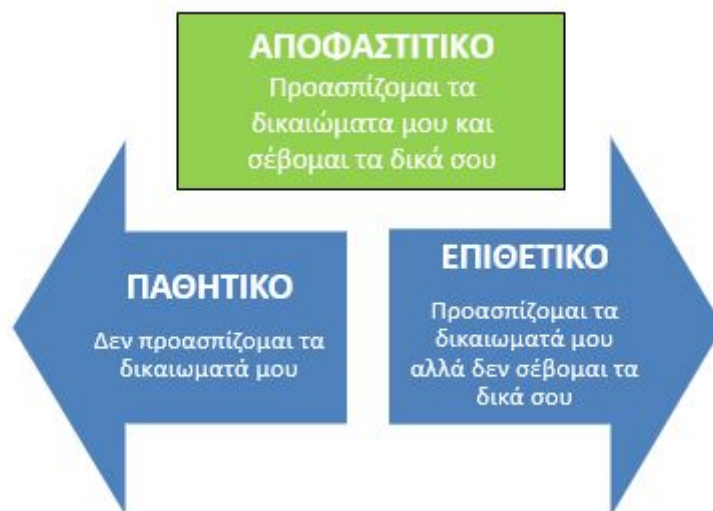 ΑΠΟΦΑΣΤΙΤΙΚΟ
Προασπίζομαι τα
δικαιώματα μου και
σέβομαι τα δικά σου
ΠΑΘΗΤΙΚΟ
Δεν προασπίζομαι τα
δικαιωματά μου
ΕΠΙΘΕΤΙΚΟ
Προασπίζομαι τα
δικαιωματά μου
αλλά δεν σέβομαι τα
δικά σου